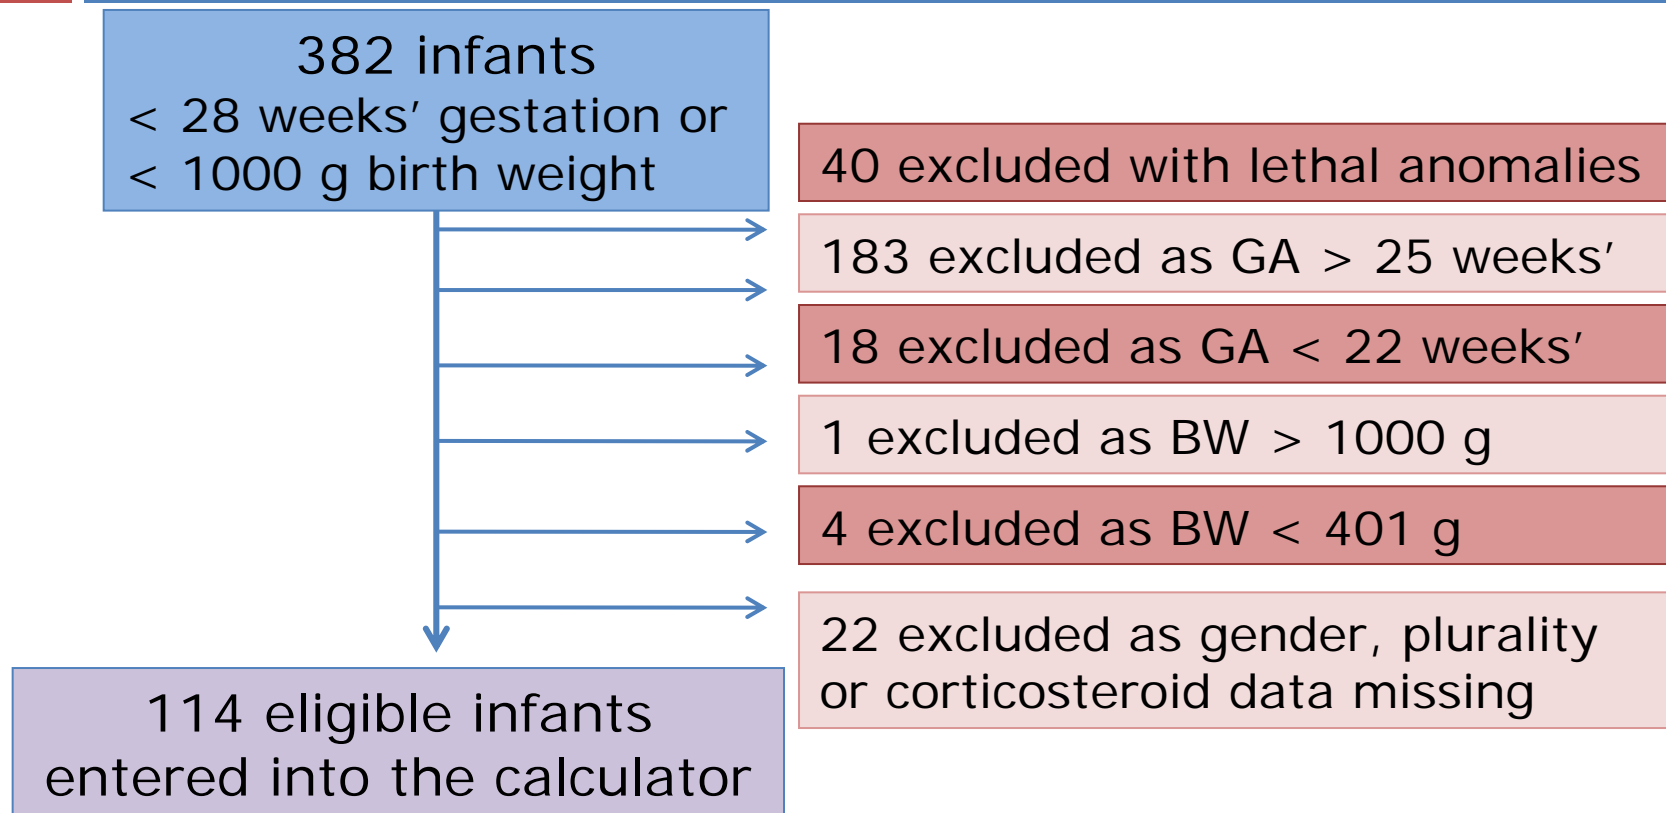 382 infants
< 28 weeks’ gestation or
< 1000 g birth weight
40 excluded with lethal anomalies
183 excluded as GA > 25 weeks’
18 excluded as GA < 22 weeks’
1 excluded as BW > 1000 g
4 excluded as BW < 401 g
22 excluded as gender, plurality
or corticosteroid data missing
114 eligible infants
entered into the calculator